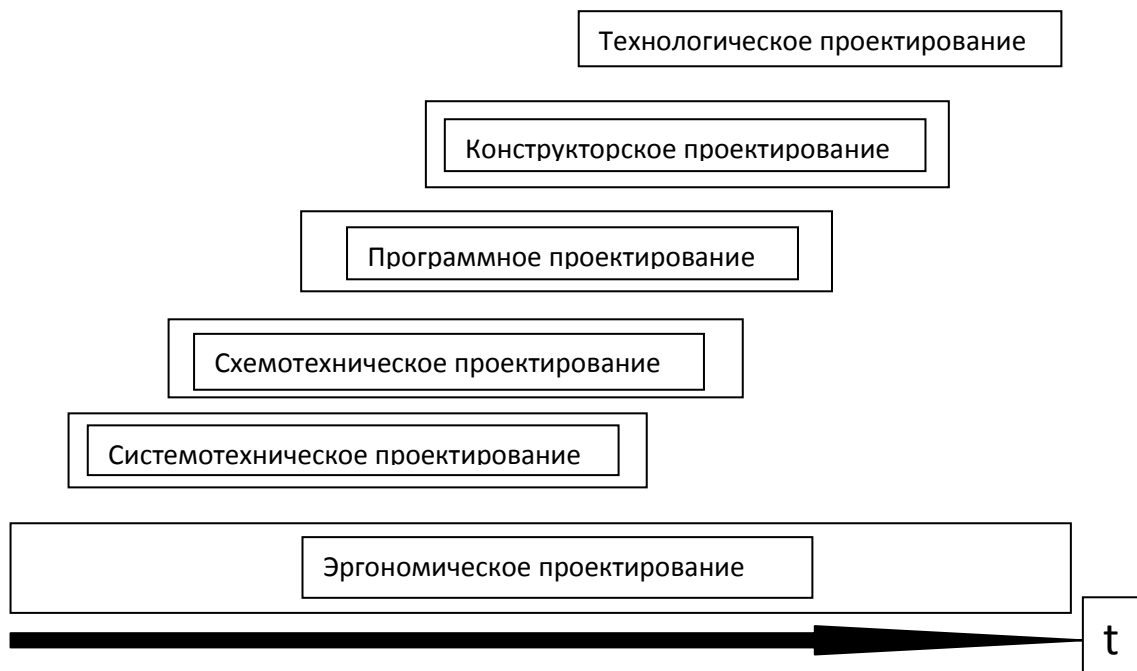 Технологическое проектирование
Конструкторское проектирование
Программное проектирование
Схемотехническое проектирование
Системотехническое проектирование
Эргономическое проектирование
t